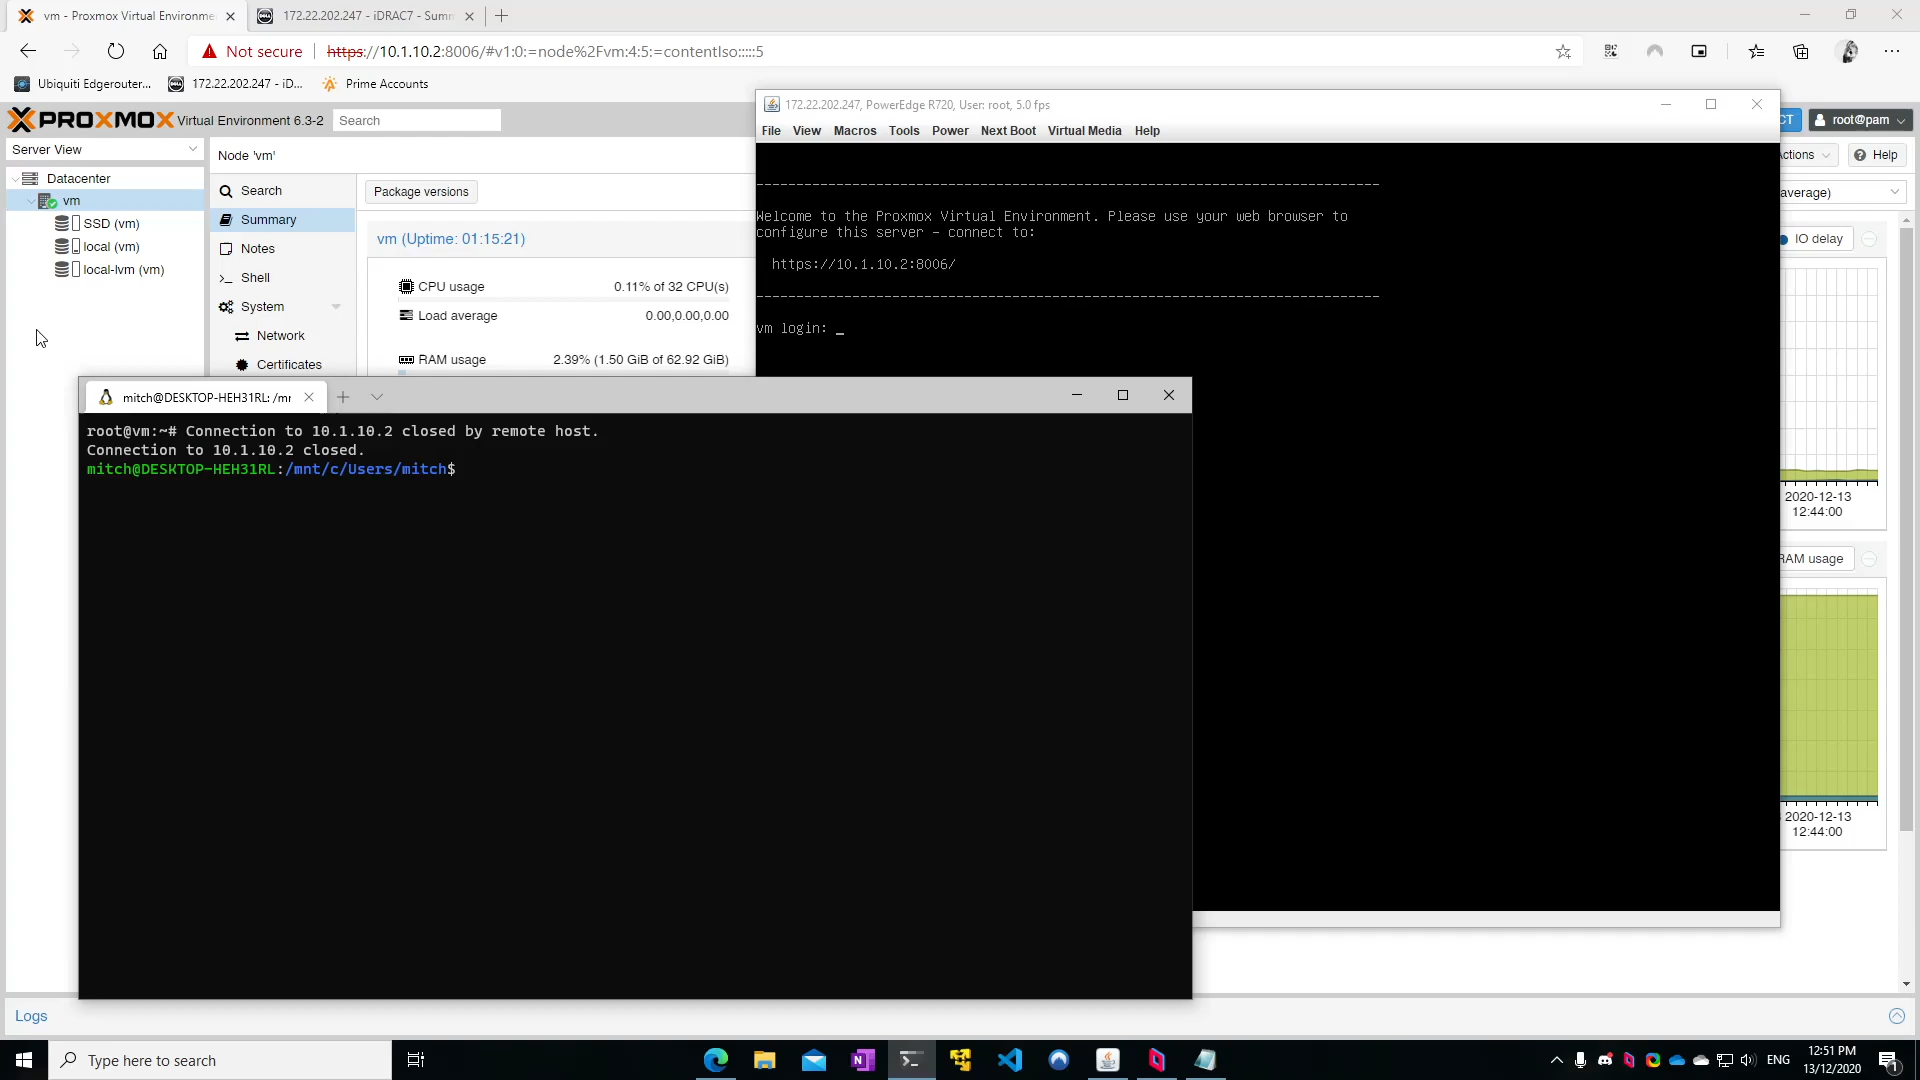 vm - Proxmox Virtual Environme
172.22.202.247 - iDRAC7 - Summ
Not secure
https://10.1.10.2:8006/#v1:0:=node%2Fvm:4:5:=contentIso:::::5
Ubiquiti Edgerouter...
172.22.202.247 - iD...
Prime Accounts
PROXMOX Virtual Environment 6.3-2
Search
CT
root@pam
Server View
Datacenter
vm
SSD (vm)
local (vm)
local-lvm (vm)
Node 'vm'
ctions
Help
Search
Summary
Notes
Shell
System
Network
Certificates
Package versions
average)
vm (Uptime: 01:15:21)
CPU usage 0.11% of 32 CPU(s)
Load average 0.00,0.00,0.00
RAM usage 2.39% (1.50 GiB of 62.92 GiB)
IO delay
2020-12-13
12:44:00
RAM usage
2020-12-13
12:44:00
172.22.202.247, PowerEdge R720, User: root, 5.0 fps
File View Macros Tools Power Next Boot Virtual Media Help
------------------------------------------------------------------------------
Welcome to the Proxmox Virtual Environment. Please use your web browser to
configure this server - connect to:
https://10.1.10.2:8006/
------------------------------------------------------------------------------
vm login: _
mitch@DESKTOP-HEH31RL: /mr
root@vm:~# Connection to 10.1.10.2 closed by remote host.
Connection to 10.1.10.2 closed.
mitch@DESKTOP-HEH31RL:/mnt/c/Users/mitch$
Logs
Type here to search
ENG
12:51 PM
13/12/2020
1